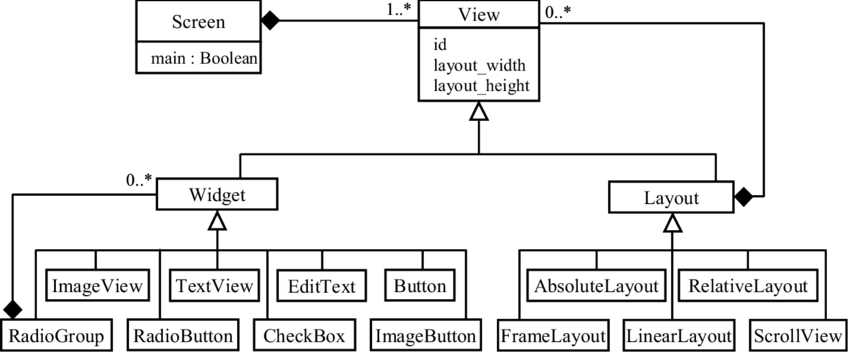 Screen
main : Boolean
1..*
View
0..*
id
layout_width
layout_height
0..*
Widget
Layout
ImageView
TextView
EditText
Button
AbsoluteLayout
RelativeLayout
RadioGroup
RadioButton
CheckBox
ImageButton
FrameLayout
LinearLayout
ScrollView